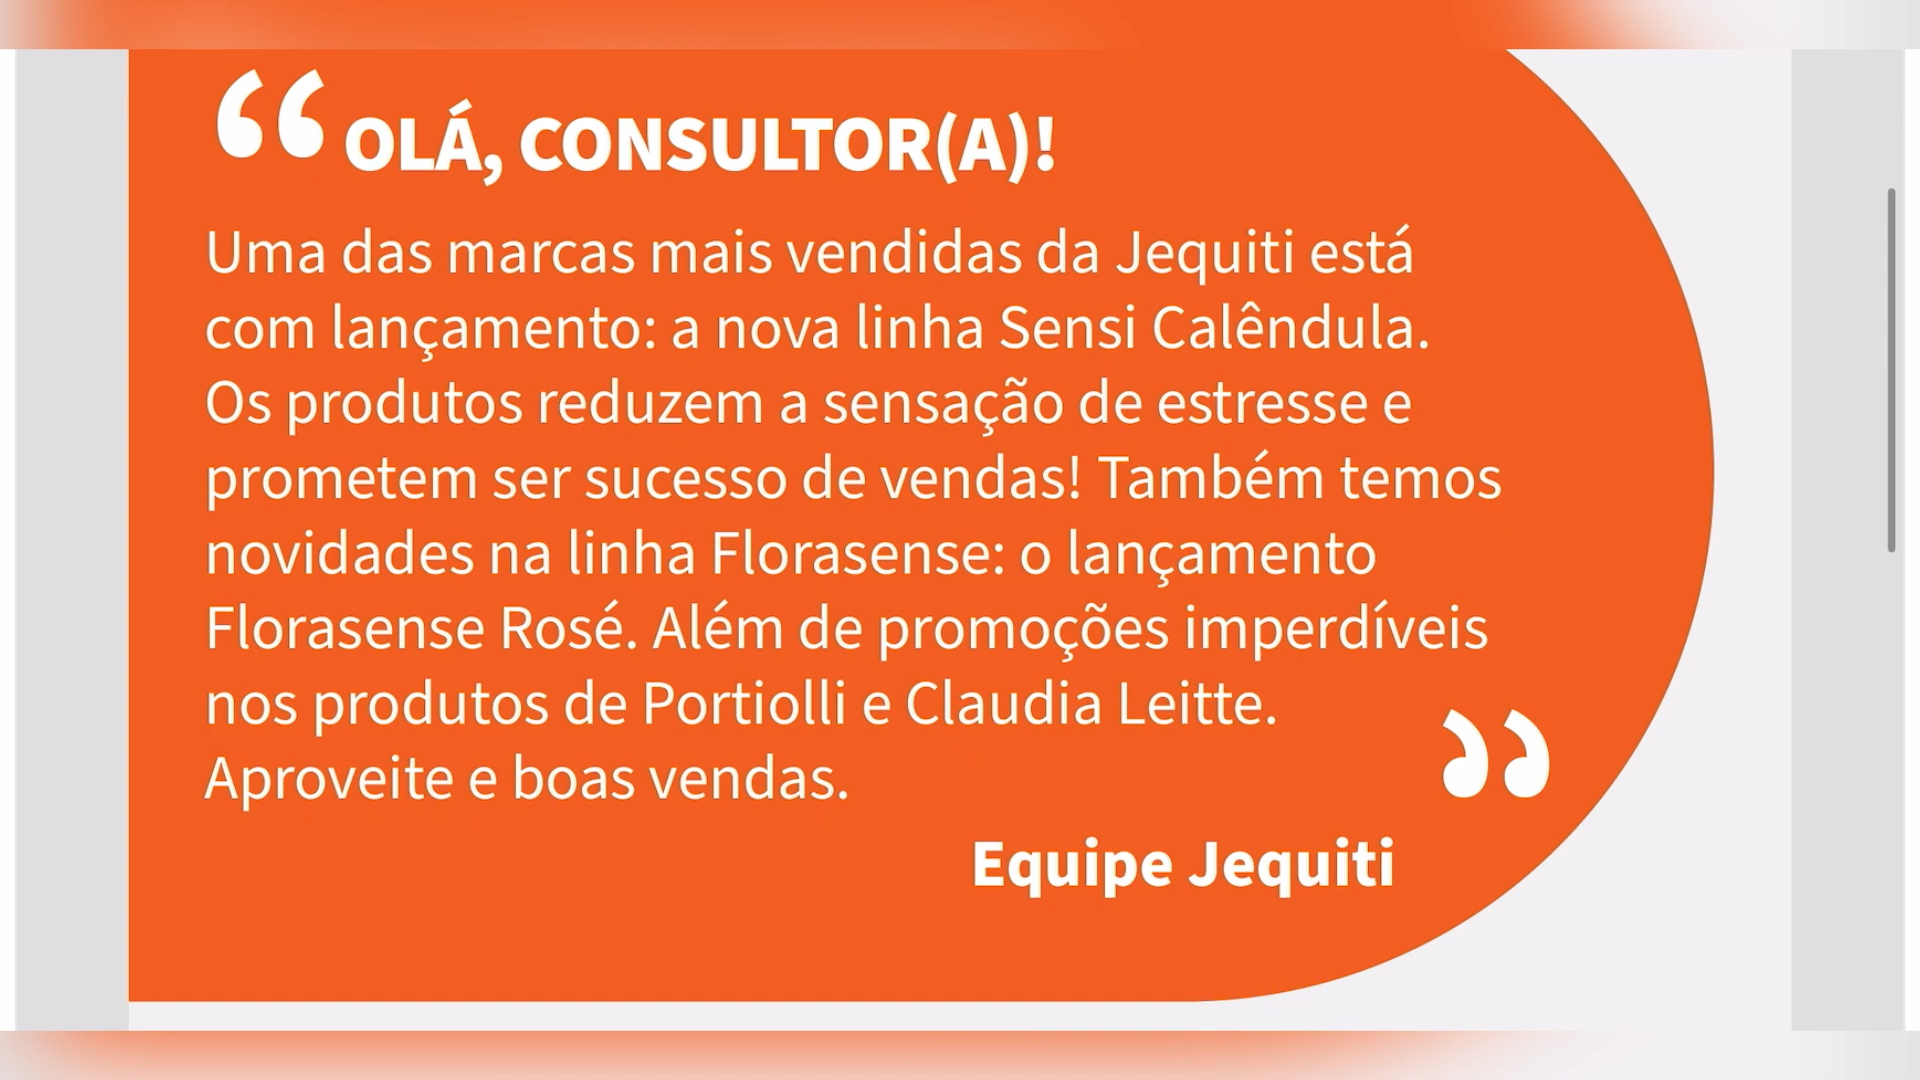 “ OLÁ, CONSULTOR(A)!
Uma das marcas mais vendidas da Jequiti está
com lançamento: a nova linha Sensi Calêndula.
Os produtos reduzem a sensação de estresse e
prometem ser sucesso de vendas! Também temos
novidades na linha Florasense: o lançamento
Florasense Rosé. Além de promoções imperdíveis
nos produtos de Portiolli e Claudia Leitte.
Aproveite e boas vendas. ”
Equipe Jequiti